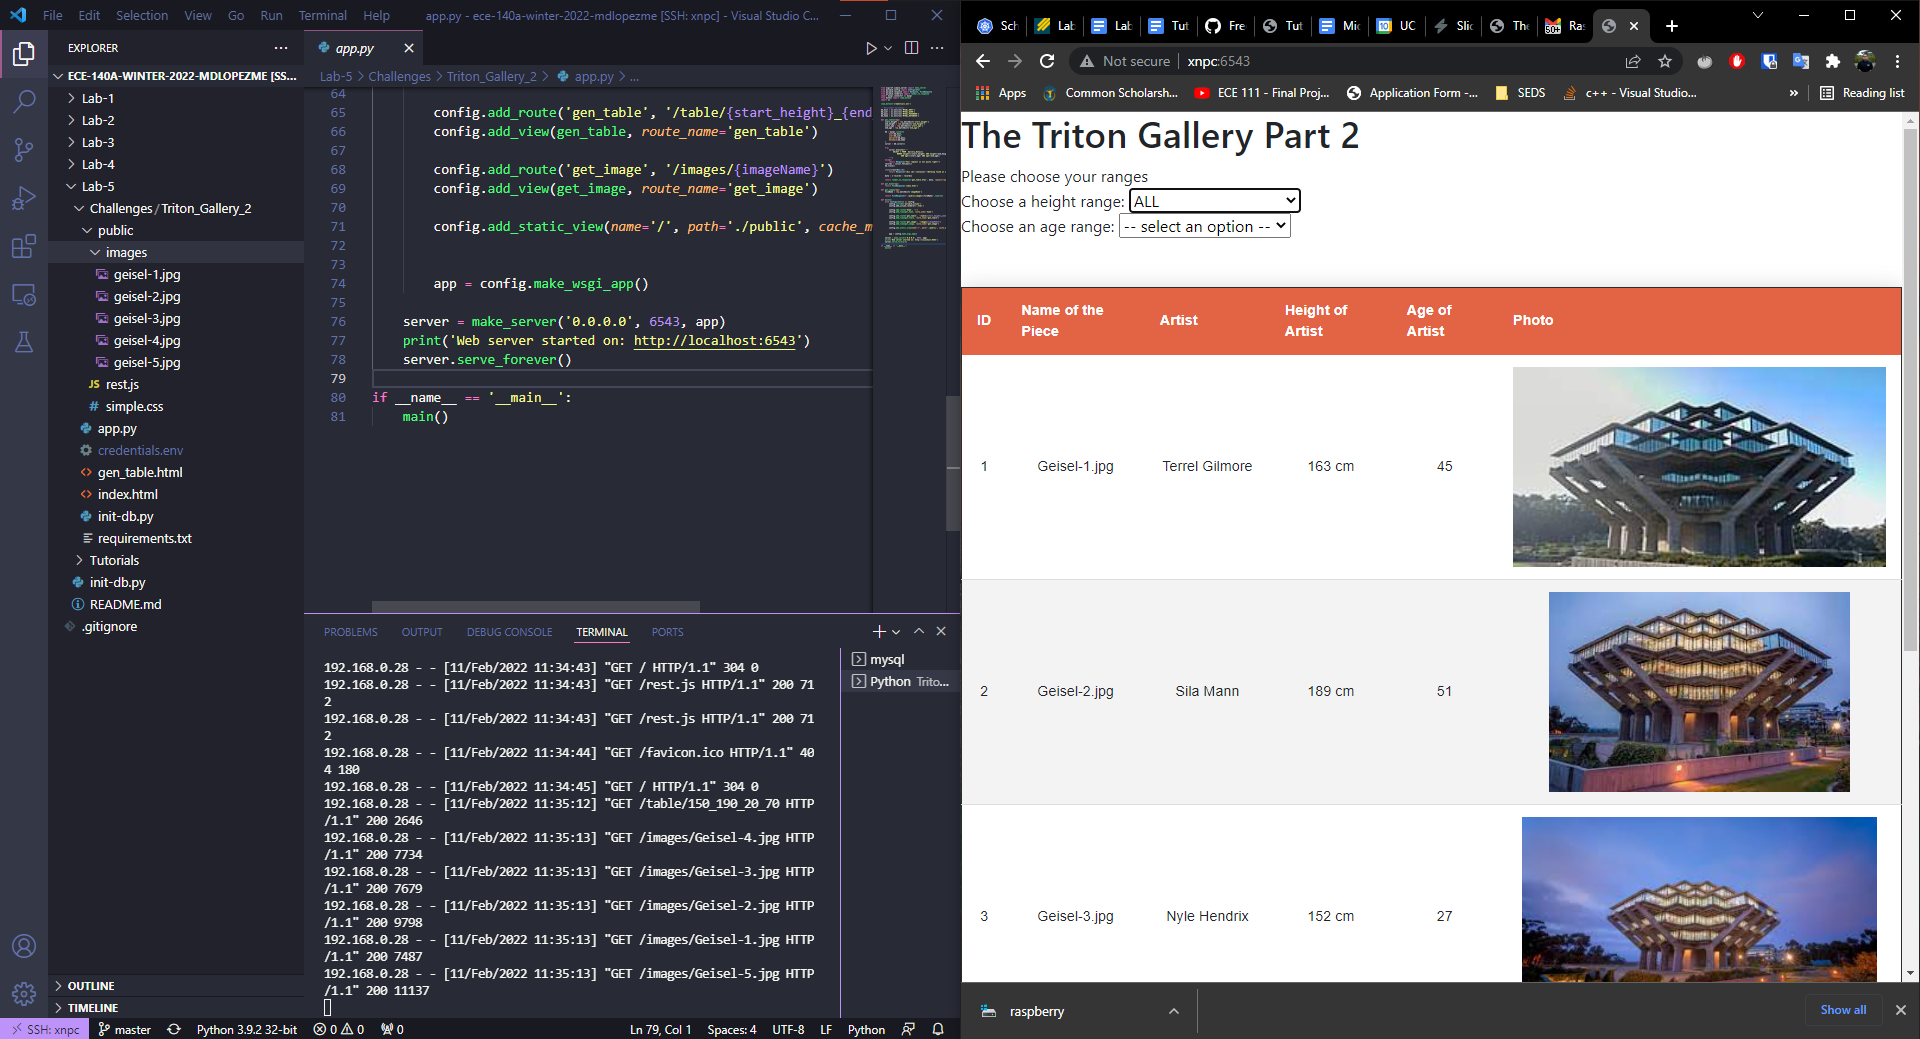 File Edit Selection View Go Run Terminal Help
app.py - ece-140a-winter-2022-mdlopezme [SSH: xnpc] - Visual Studio C...
EXPLORER
ECE-140A-WINTER-2022-MDLOPEZME [SS...
Lab-1
Lab-2
Lab-3
Lab-4
Lab-5
Challenges / Triton_Gallery_2
public
images
geisel-1.jpg
geisel-2.jpg
geisel-3.jpg
geisel-4.jpg
geisel-5.jpg
JS rest.js
# simple.css
app.py
credentials.env
<> gen_table.html
<> index.html
init-db.py
requirements.txt
Tutorials
init-db.py
README.md
.gitignore
OUTLINE
TIMELINE
app.py
Lab-5 > Challenges > Triton_Gallery_2 > app.py > ...
64
65 config.add_route('gen_table', '/table/{start_height}_{end
66 config.add_view(gen_table, route_name='gen_table')
67
68 config.add_route('get_image', '/images/{imageName}')
69 config.add_view(get_image, route_name='get_image')
70
71 config.add_static_view(name='/', path='./public', cache_m
72
73
74 app = config.make_wsgi_app()
75
76 server = make_server('0.0.0.0', 6543, app)
77 print('Web server started on: http://localhost:6543')
78 server.serve_forever()
79
80 if __name__ == '__main__':
81 main()
PROBLEMS OUTPUT DEBUG CONSOLE TERMINAL PORTS
192.168.0.28 - - [11/Feb/2022 11:34:43] "GET / HTTP/1.1" 304 0
192.168.0.28 - - [11/Feb/2022 11:34:43] "GET /rest.js HTTP/1.1" 200 71
2
192.168.0.28 - - [11/Feb/2022 11:34:43] "GET /rest.js HTTP/1.1" 200 71
2
192.168.0.28 - - [11/Feb/2022 11:34:44] "GET /favicon.ico HTTP/1.1" 40
4 180
192.168.0.28 - - [11/Feb/2022 11:34:45] "GET / HTTP/1.1" 304 0
192.168.0.28 - - [11/Feb/2022 11:35:12] "GET /table/150_190_20_70 HTTP
/1.1" 200 2646
192.168.0.28 - - [11/Feb/2022 11:35:13] "GET /images/Geisel-4.jpg HTTP
/1.1" 200 7734
192.168.0.28 - - [11/Feb/2022 11:35:13] "GET /images/Geisel-3.jpg HTTP
/1.1" 200 7679
192.168.0.28 - - [11/Feb/2022 11:35:13] "GET /images/Geisel-2.jpg HTTP
/1.1" 200 9798
192.168.0.28 - - [11/Feb/2022 11:35:13] "GET /images/Geisel-1.jpg HTTP
/1.1" 200 7487
192.168.0.28 - - [11/Feb/2022 11:35:13] "GET /images/Geisel-5.jpg HTTP
/1.1" 200 11137
mysql
Python Trito...
SSH: xnpc master Python 3.9.2 32-bit 0 0 0 Ln 79, Col 1 Spaces: 4 UTF-8 LF Python
Sch Lab Lab Tut Fre Tut Mic UC Slic The Ras
Not secure | xnpc:6543
Apps Common Scholarsh... ECE 111 - Final Proj... Application Form -... SEDS c++ - Visual Studio... » Reading list
The Triton Gallery Part 2
Please choose your ranges
Choose a height range: ALL
Choose an age range: -- select an option --
ID Name of the Piece Artist Height of Artist Age of Artist Photo
1 Geisel-1.jpg Terrel Gilmore 163 cm 45
2 Geisel-2.jpg Sila Mann 189 cm 51
3 Geisel-3.jpg Nyle Hendrix 152 cm 27
raspberry
Show all